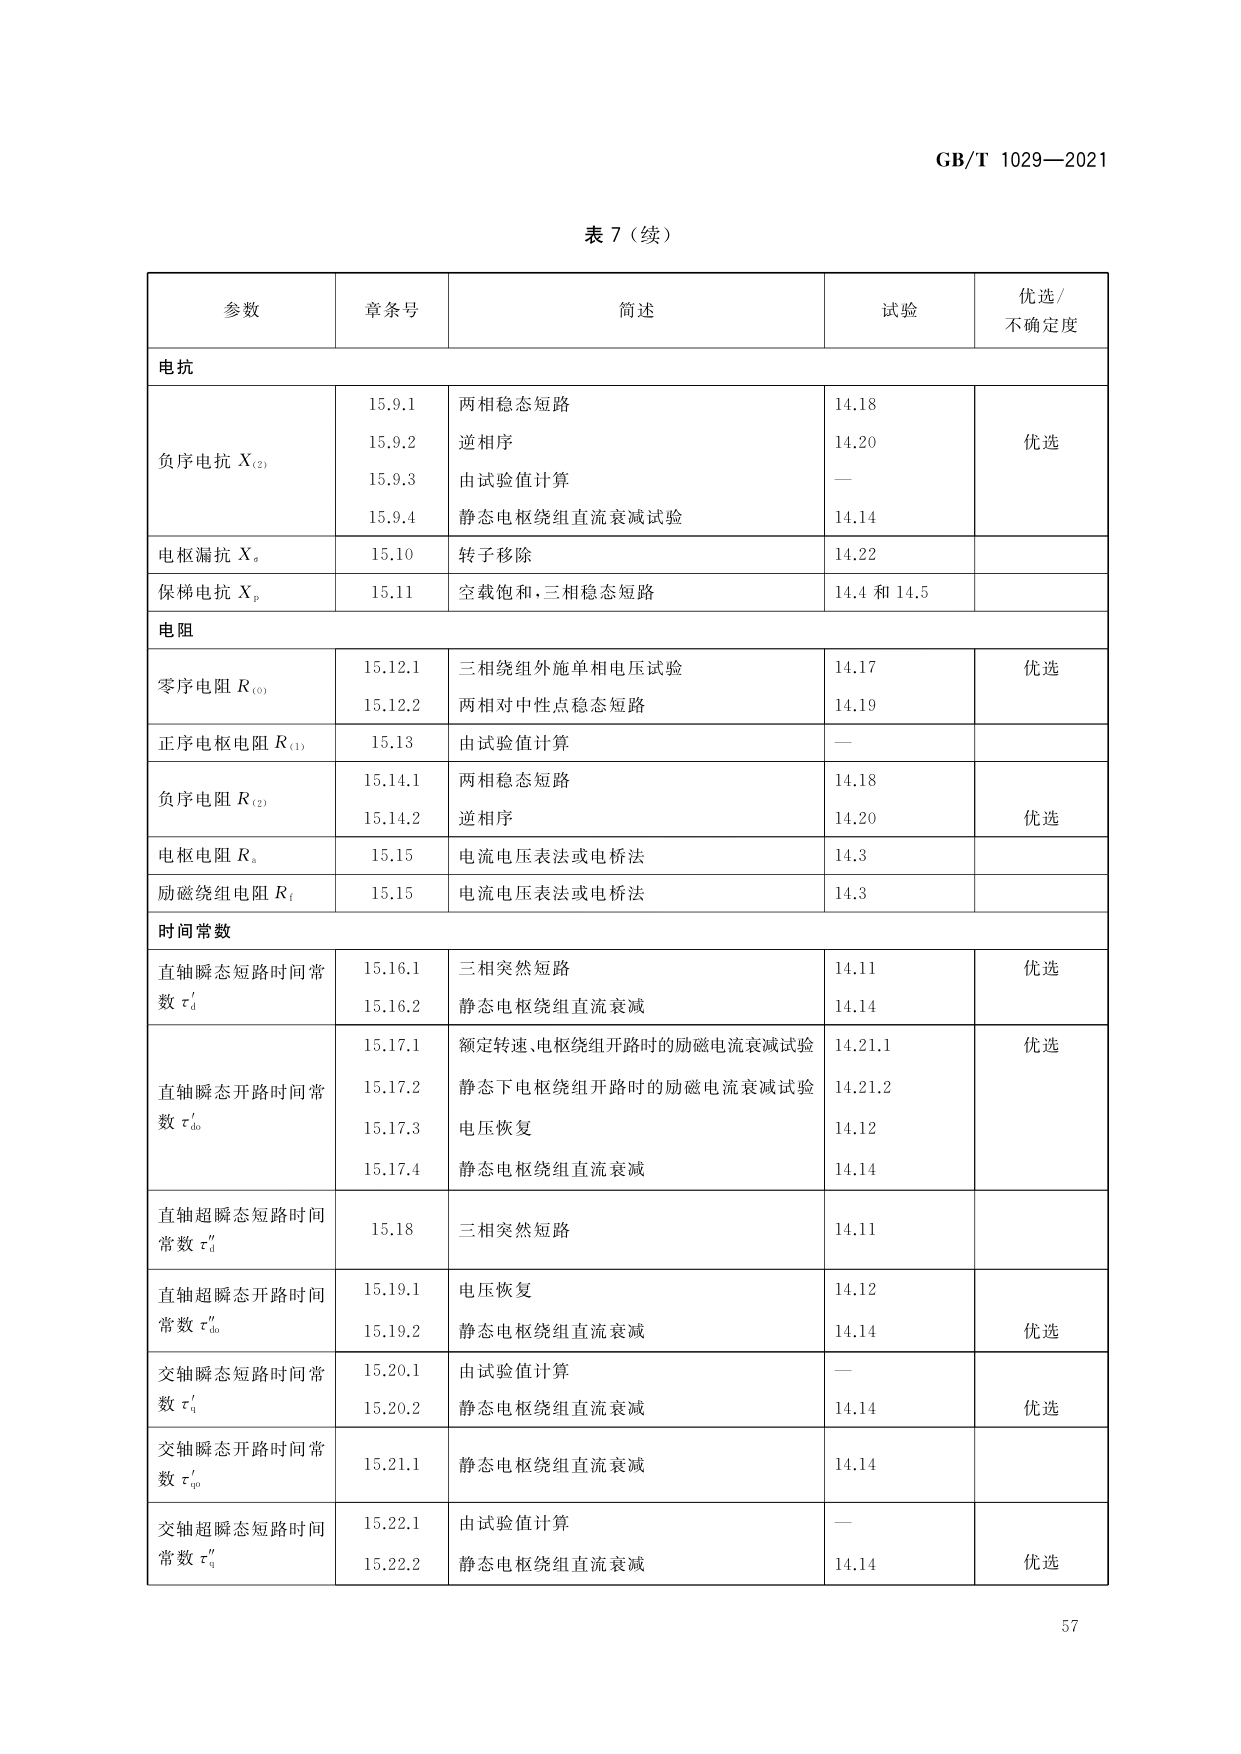 GB/T 1029—2021
表 7（续）
参数 章条号 简述 试验 优选/
不确定度
电抗
负序电抗 X(2)
15.9.1 两相稳态短路 14.18
15.9.2 逆相序 14.20 优选
15.9.3 由试验值计算 —
15.9.4 静态电枢绕组直流衰减试验 14.14
电枢漏抗 Xσ 15.10 转子移除 14.22
保梯电抗 Xp 15.11 空载饱和,三相稳态短路 14.4 和 14.5
电阻
零序电阻 R(0)
15.12.1 三相绕组外施单相电压试验 14.17 优选
15.12.2 两相对中性点稳态短路 14.19
正序电枢电阻 R(1) 15.13 由试验值计算 —
负序电阻 R(2)
15.14.1 两相稳态短路 14.18
15.14.2 逆相序 14.20 优选
电枢电阻 Ra 15.15 电流电压表法或电桥法 14.3
励磁绕组电阻 Rf 15.15 电流电压表法或电桥法 14.3
时间常数
直轴瞬态短路时间常
数 τ′d
15.16.1 三相突然短路 14.11 优选
15.16.2 静态电枢绕组直流衰减 14.14
直轴瞬态开路时间常
数 τ′do
15.17.1 额定转速、电枢绕组开路时的励磁电流衰减试验 14.21.1 优选
15.17.2 静态下电枢绕组开路时的励磁电流衰减试验 14.21.2
15.17.3 电压恢复 14.12
15.17.4 静态电枢绕组直流衰减 14.14
直轴超瞬态短路时间
常数 τ″d
15.18 三相突然短路 14.11
直轴超瞬态开路时间
常数 τ″do
15.19.1 电压恢复 14.12
15.19.2 静态电枢绕组直流衰减 14.14 优选
交轴瞬态短路时间常
数 τ′q
15.20.1 由试验值计算 —
15.20.2 静态电枢绕组直流衰减 14.14 优选
交轴瞬态开路时间常
数 τ′qo
15.21.1 静态电枢绕组直流衰减 14.14
交轴超瞬态短路时间
常数 τ″q
15.22.1 由试验值计算 —
15.22.2 静态电枢绕组直流衰减 14.14 优选
57